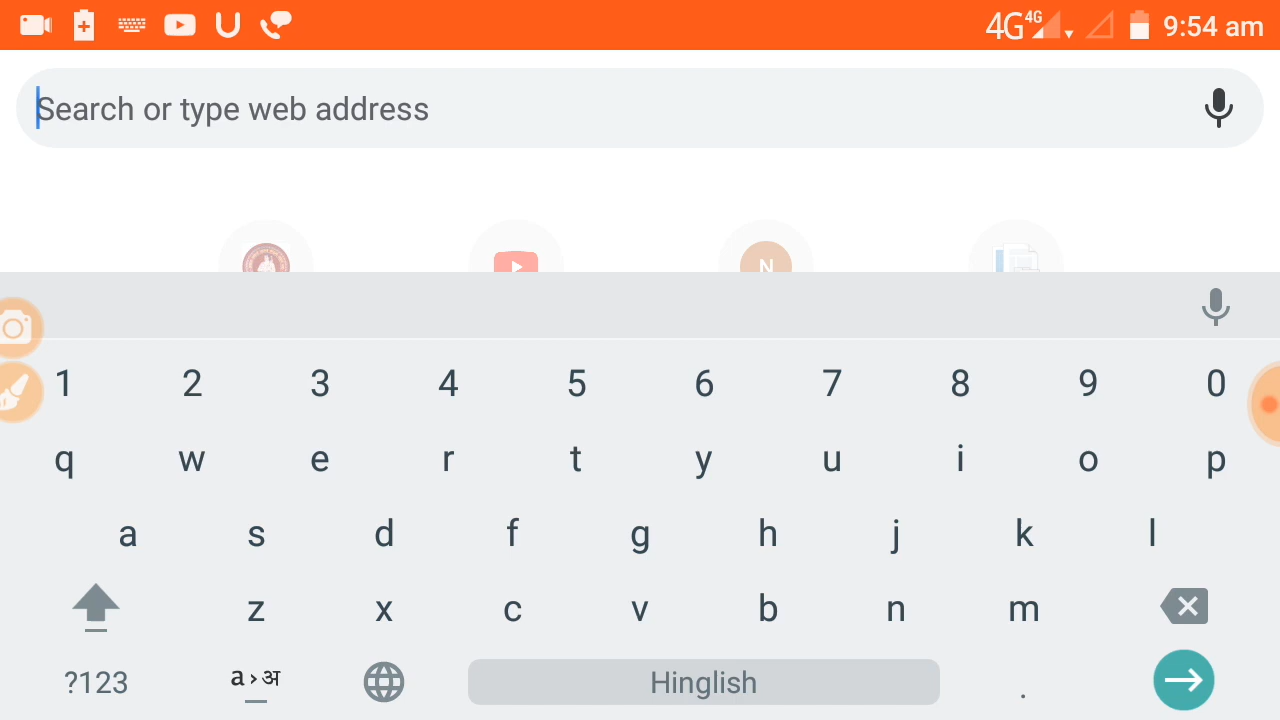 4G 4G 9:54 am
Search or type web address
N
1 2 3 4 5 6 7 8 9 0
q w e r t y u i o p
a s d f g h j k l
z x c v b n m
?123 a›अ Hinglish .